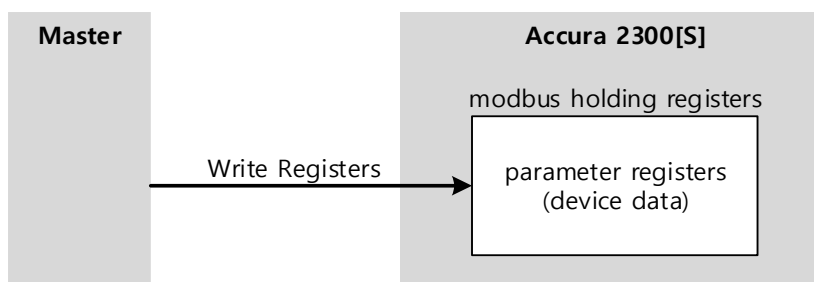 Master
Accura 2300[S]
modbus holding registers
Write Registers
parameter registers
(device data)